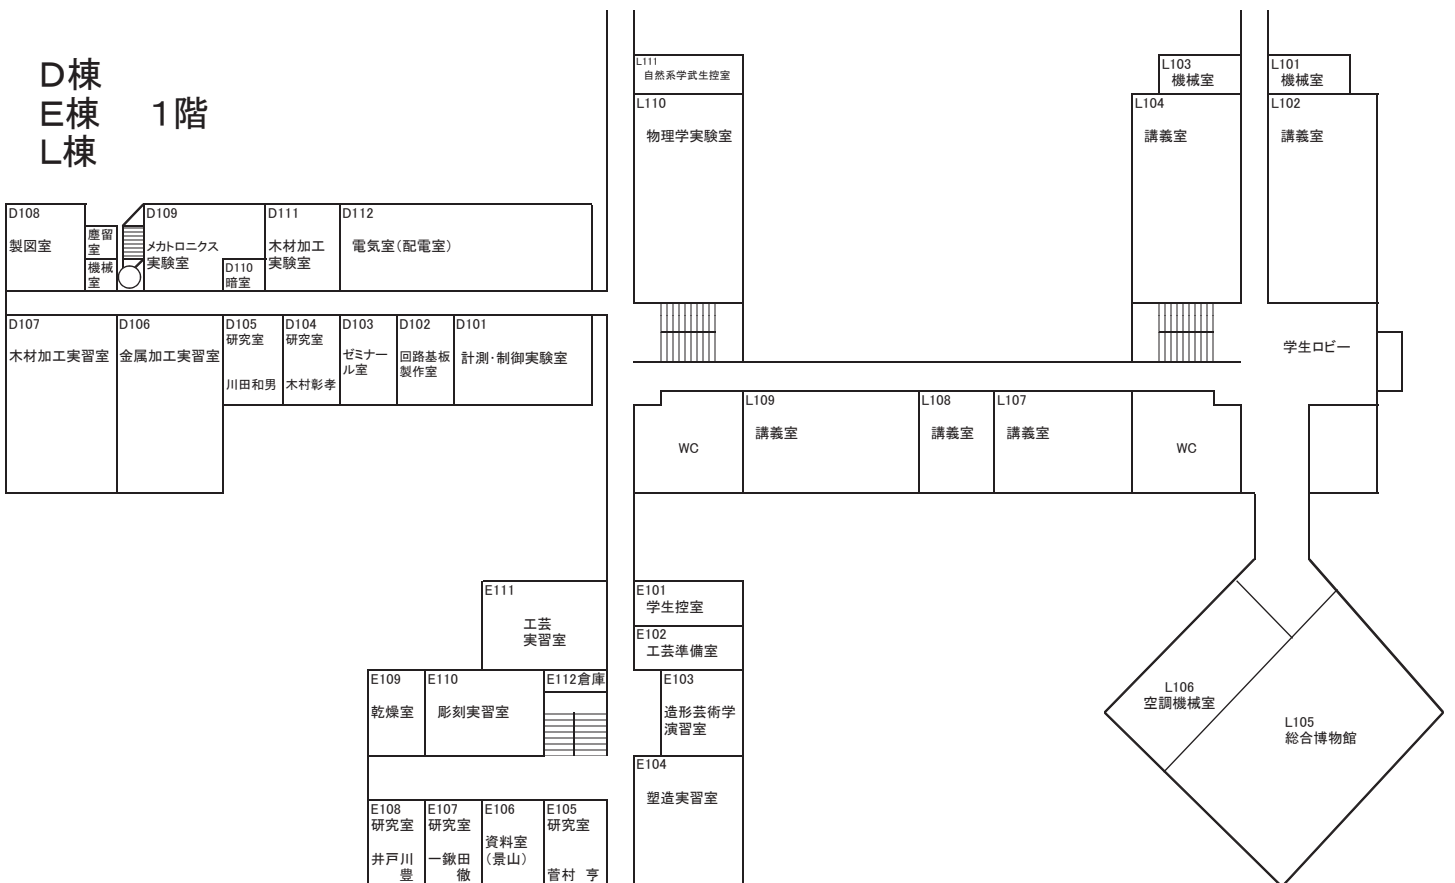 D棟
E棟 1階
L棟
L111
自然系学武生控室
L110
物理学実験室
L103
機械室
L101
機械室
L104
講義室
L102
講義室
D108
製図室
塵留
室
機械
室
D109
メカトロニクス
実験室
D110
暗室
D111
木材加工
実験室
D112
電気室(配電室)
D107
木材加工実習室
D106
金属加工実習室
D105
研究室
川田和男
D104
研究室
木村彰孝
D103
ゼミナー
ル室
D102
回路基板
製作室
D101
計測・制御実験室
学生ロビー
WC
L109
講義室
L108
講義室
L107
講義室
WC
E111
工芸
実習室
E101
学生控室
E102
工芸準備室
E109
乾燥室
E110
彫刻実習室
E112倉庫
E103
造形芸術学
演習室
E104
塑造実習室
L106
空調機械室
L105
総合博物館
E108
研究室
井戸川
豊
E107
研究室
一鍬田
徹
E106
資料室
(景山)
E105
研究室
菅村 亨